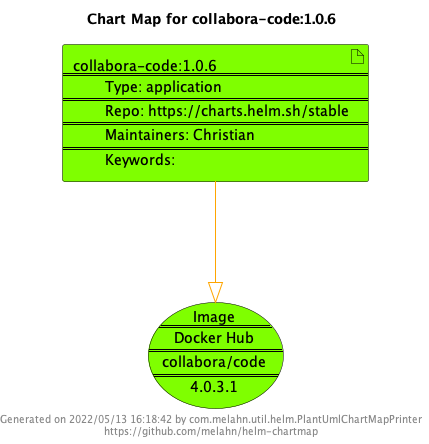 Chart Map for collabora-code:1.0.6
collabora-code:1.0.6
Type: application
Repo: https://charts.helm.sh/stable
Maintainers: Christian
Keywords:
Image
Docker Hub
collabora/code
4.0.3.1
Generated on 2022/05/13 16:18:42 by com.melahn.util.helm.PlantUmlChartMapPrinter
https://github.com/melahn/helm-chartmap